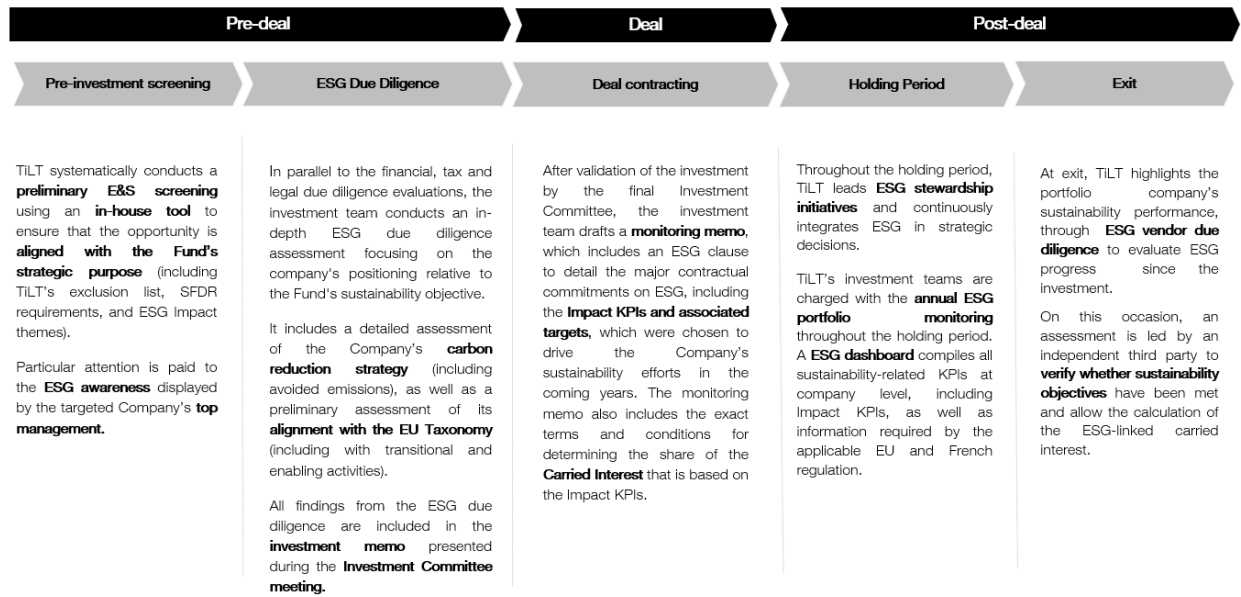 Pre-deal
Deal
Post-deal
Pre-investment screening
ESG Due Diligence
Deal contracting
Holding Period
Exit
TiLT systematically conducts a
preliminary E&S screening
using an in-house tool to
ensure that the opportunity is
aligned with the Fund's
strategic purpose (including
TiLT's exclusion list, SFDR
requirements, and ESG Impact
themes).
Particular attention is paid to
the ESG awareness displayed
by the targeted Company's top
management.
In parallel to the financial, tax and
legal due diligence evaluations, the
investment team conducts an in-
depth ESG due diligence
assessment focusing on the
company's positioning relative to
the Fund's sustainability objective.
It includes a detailed assessment
of the Company's carbon
reduction strategy (including
avoided emissions), as well as a
preliminary assessment of its
alignment with the EU Taxonomy
(including with transitional and
enabling activities).
All findings from the ESG due
diligence are included in the
investment memo presented
during the Investment Committee
meeting.
After validation of the investment
by the final Investment
Committee, the investment
team drafts a monitoring memo,
which includes an ESG clause
to detail the major contractual
commitments on ESG, including
the Impact KPIs and associated
targets, which were chosen to
drive the Company's
sustainability efforts in the
coming years. The monitoring
memo also includes the exact
terms and conditions for
determining the share of the
Carried Interest that is based on
the Impact KPIs.
Throughout the holding period,
TiLT leads ESG stewardship
initiatives and continuously
integrates ESG in strategic
decisions.
TiLT's investment teams are
charged with the annual ESG
portfolio monitoring
throughout the holding period.
A ESG dashboard compiles all
sustainability-related KPIs at
company level, including
Impact KPIs, as well as
information required by the
applicable EU and French
regulation.
At exit, TiLT highlights the
portfolio company's
sustainability performance,
through ESG vendor due
diligence to evaluate ESG
progress since the
investment.
On this occasion, an
assessment is led by an
independent third party to
verify whether sustainability
objectives have been met
and allow the calculation of
the ESG-linked carried
interest.